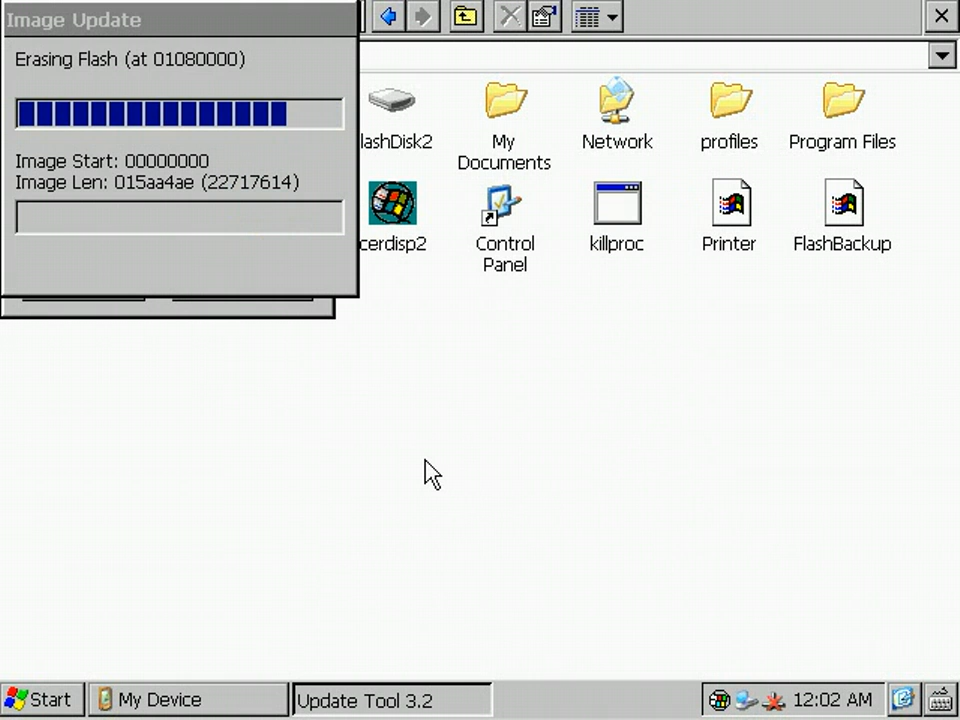 Image Update
Erasing Flash (at 01080000)
Image Start: 00000000
Image Len: 015aa4ae (22717614)
lashDisk2
My
Documents
Network
profiles
Program Files
cerdisp2
Control
Panel
killproc
Printer
FlashBackup
Start
My Device
Update Tool 3.2
12:02 AM